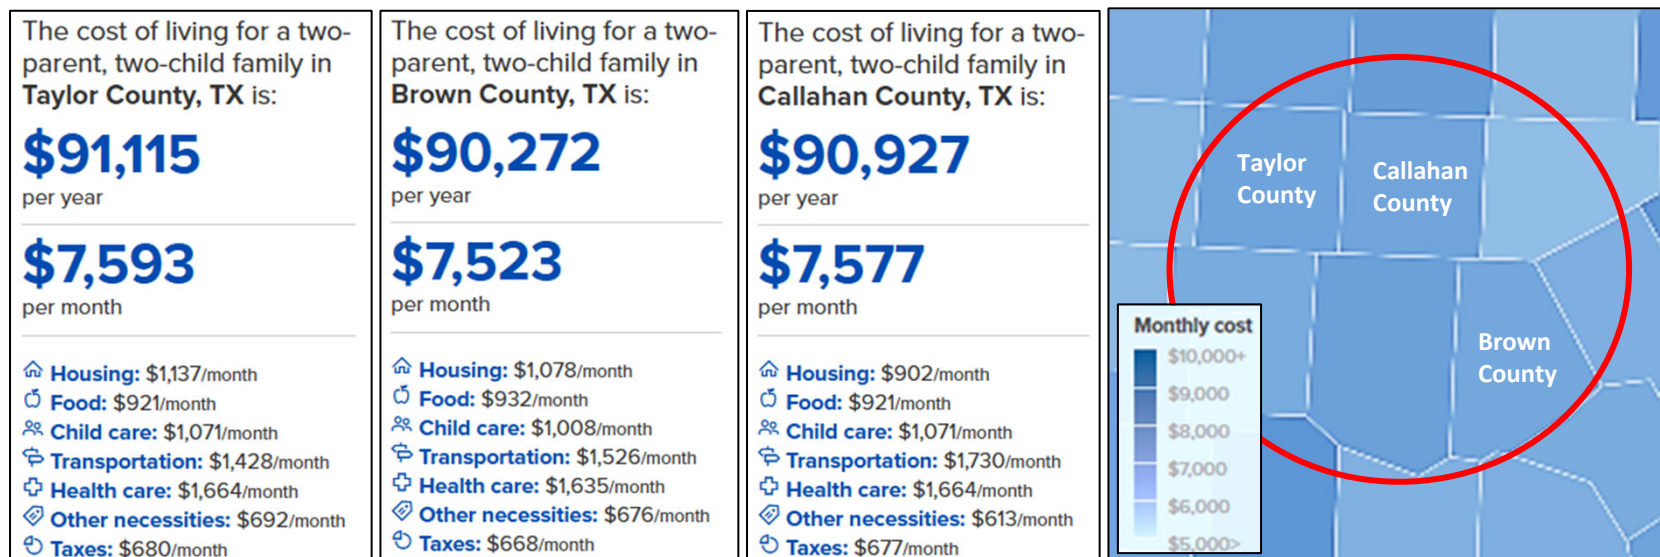 The cost of living for a two-
parent, two-child family in
Taylor County, TX is:
$91,115
per year
$7,593
per month
Housing: $1,137/month
Food: $921/month
Child care: $1,071/month
Transportation: $1,428/month
Health care: $1,664/month
Other necessities: $692/month
Taxes: $680/month
The cost of living for a two-
parent, two-child family in
Brown County, TX is:
$90,272
per year
$7,523
per month
Housing: $1,078/month
Food: $932/month
Child care: $1,008/month
Transportation: $1,526/month
Health care: $1,635/month
Other necessities: $676/month
Taxes: $668/month
The cost of living for a two-
parent, two-child family in
Callahan County, TX is:
$90,927
per year
$7,577
per month
Housing: $902/month
Food: $921/month
Child care: $1,071/month
Transportation: $1,730/month
Health care: $1,664/month
Other necessities: $613/month
Taxes: $677/month
Taylor
County
Callahan
County
Brown
County
Monthly cost
$10,000+
$9,000
$8,000
$7,000
$6,000
$5,000>